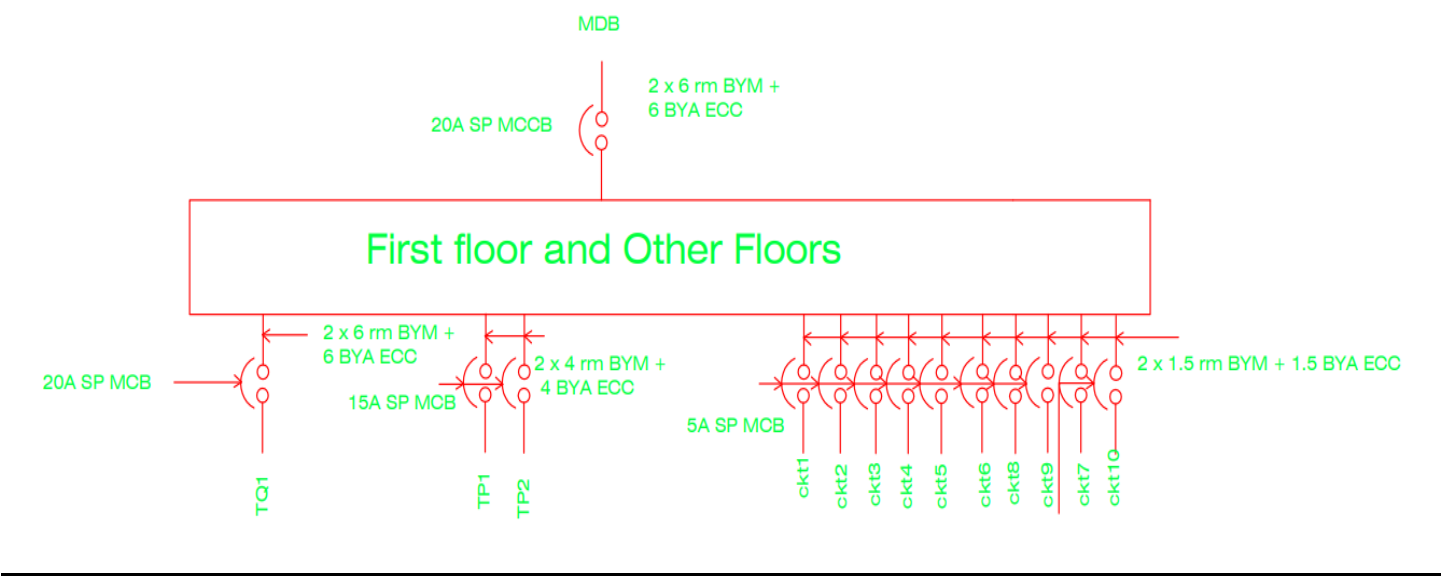 MDB
2 x 6 rm BYM +
6 BYA ECC
20A SP MCCB
First floor and Other Floors
2 x 6 rm BYM +
6 BYA ECC
20A SP MCB
2 x 4 rm BYM +
4 BYA ECC
15A SP MCB
2 x 1.5 rm BYM + 1.5 BYA ECC
5A SP MCB
TQ1
TP1
TP2
ckt1
ckt2
ckt3
ckt4
ckt5
ckt6
ckt8
ckt9
ckt7
ckt10